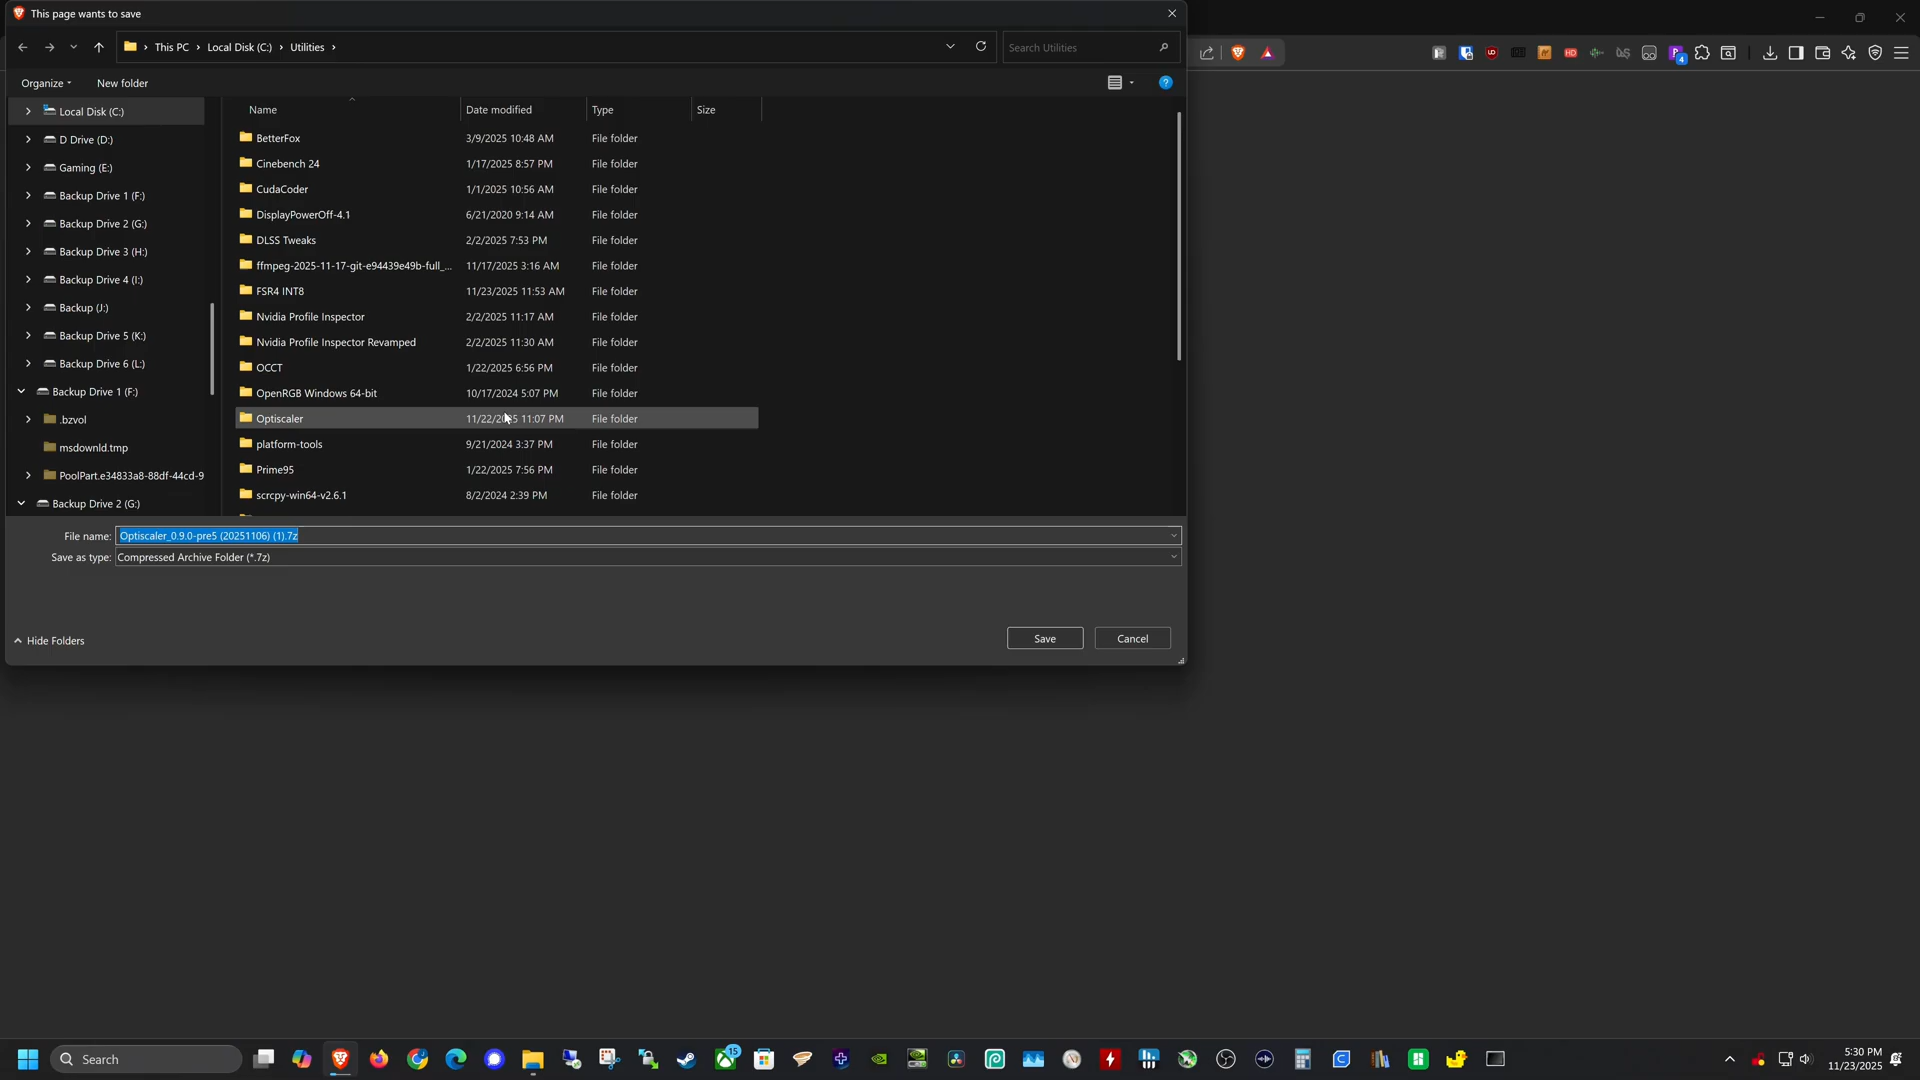 This page wants to save
This PC
Local Disk (C:)
Utilities
Search Utilities
HD
4
Organize
New folder
?
Local Disk (C:)
D Drive (D:)
Gaming (E:)
Backup Drive 1 (F:)
Backup Drive 2 (G:)
Backup Drive 3 (H:)
Backup Drive 4 (I:)
Backup (J:)
Backup Drive 5 (K:)
Backup Drive 6 (L:)
Backup Drive 1 (F:)
.bzvol
msdownld.tmp
PoolPart.e34833a8-88df-44cd-9
Backup Drive 2 (G:)
Name Date modified Type Size
BetterFox 3/9/2025 10:48 AM File folder
Cinebench 24 1/17/2025 8:57 PM File folder
CudaCoder 1/1/2025 10:56 AM File folder
DisplayPowerOff-4.1 6/21/2020 9:14 AM File folder
DLSS Tweaks 2/2/2025 7:53 PM File folder
ffmpeg-2025-11-17-git-e94439e49b-full_... 11/17/2025 3:16 AM File folder
FSR4 INT8 11/23/2025 11:53 AM File folder
Nvidia Profile Inspector 2/2/2025 11:17 AM File folder
Nvidia Profile Inspector Revamped 2/2/2025 11:30 AM File folder
OCCT 1/22/2025 6:56 PM File folder
OpenRGB Windows 64-bit 10/17/2024 5:07 PM File folder
Optiscaler 11/22/2025 11:07 PM File folder
platform-tools 9/21/2024 3:37 PM File folder
Prime95 1/22/2025 7:56 PM File folder
scrcpy-win64-v2.6.1 8/2/2024 2:39 PM File folder
File name: Optiscaler_0.9.0-pre5 (20251106) (1).7z
Save as type: Compressed Archive Folder (*.7z)
Hide Folders
Save
Cancel
Search
15
5:30 PM
11/23/2025